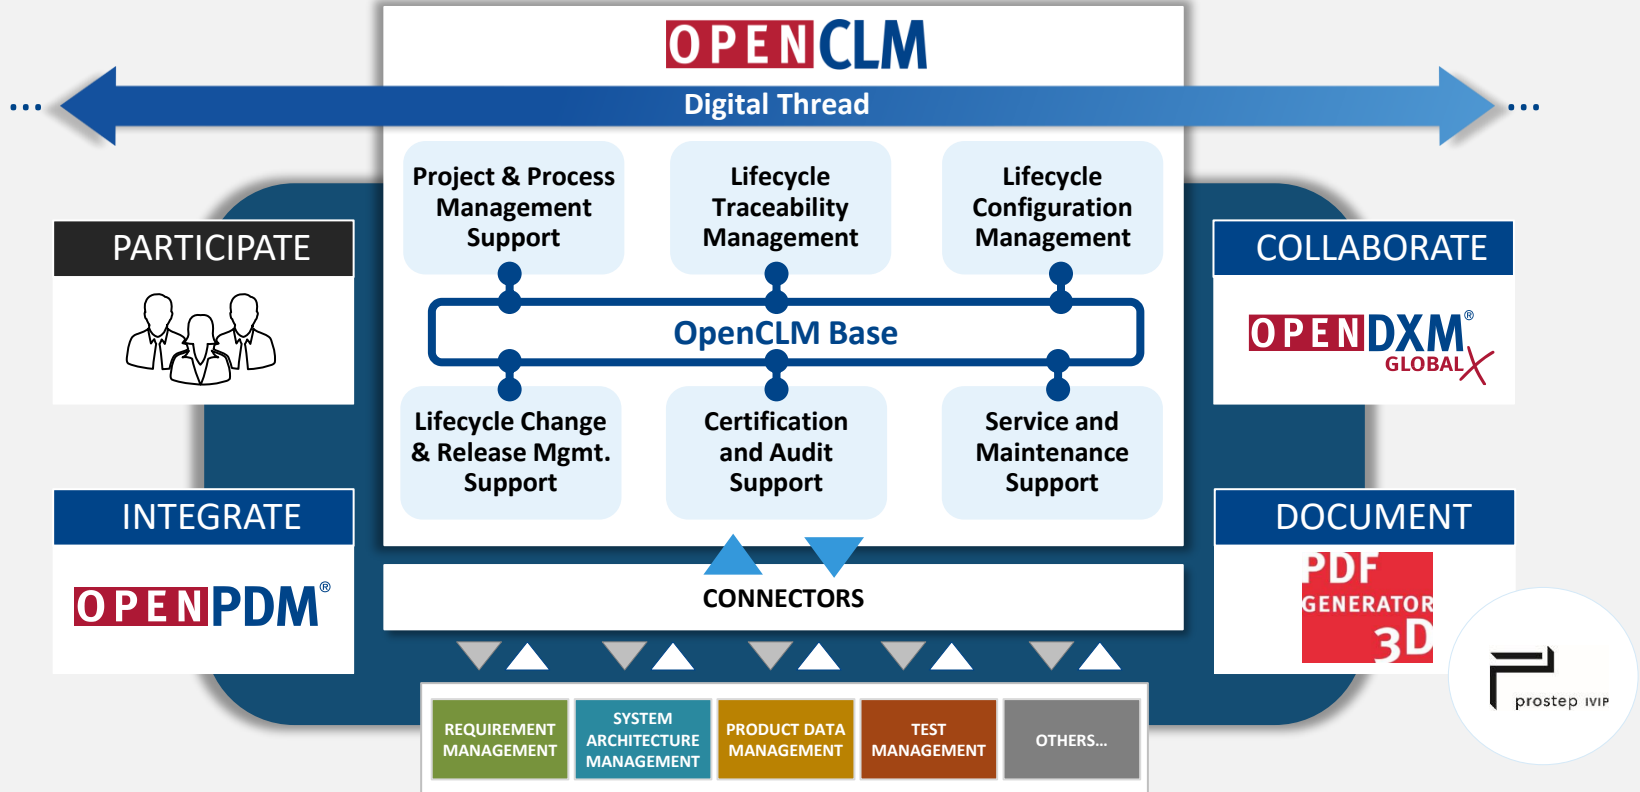 OPENCLM
... Digital Thread ...
Project & Process
Management
Support
Lifecycle
Traceability
Management
Lifecycle
Configuration
Management
PARTICIPATE
COLLABORATE
OPENDXM®
GLOBALX
OpenCLM Base
Lifecycle Change
& Release Mgmt.
Support
Certification
and Audit
Support
Service and
Maintenance
Support
INTEGRATE
OPENPDM®
DOCUMENT
PDF
GENERATOR
3D
CONNECTORS
REQUIREMENT
MANAGEMENT
SYSTEM
ARCHITECTURE
MANAGEMENT
PRODUCT DATA
MANAGEMENT
TEST
MANAGEMENT
OTHERS...
prostep IVIP